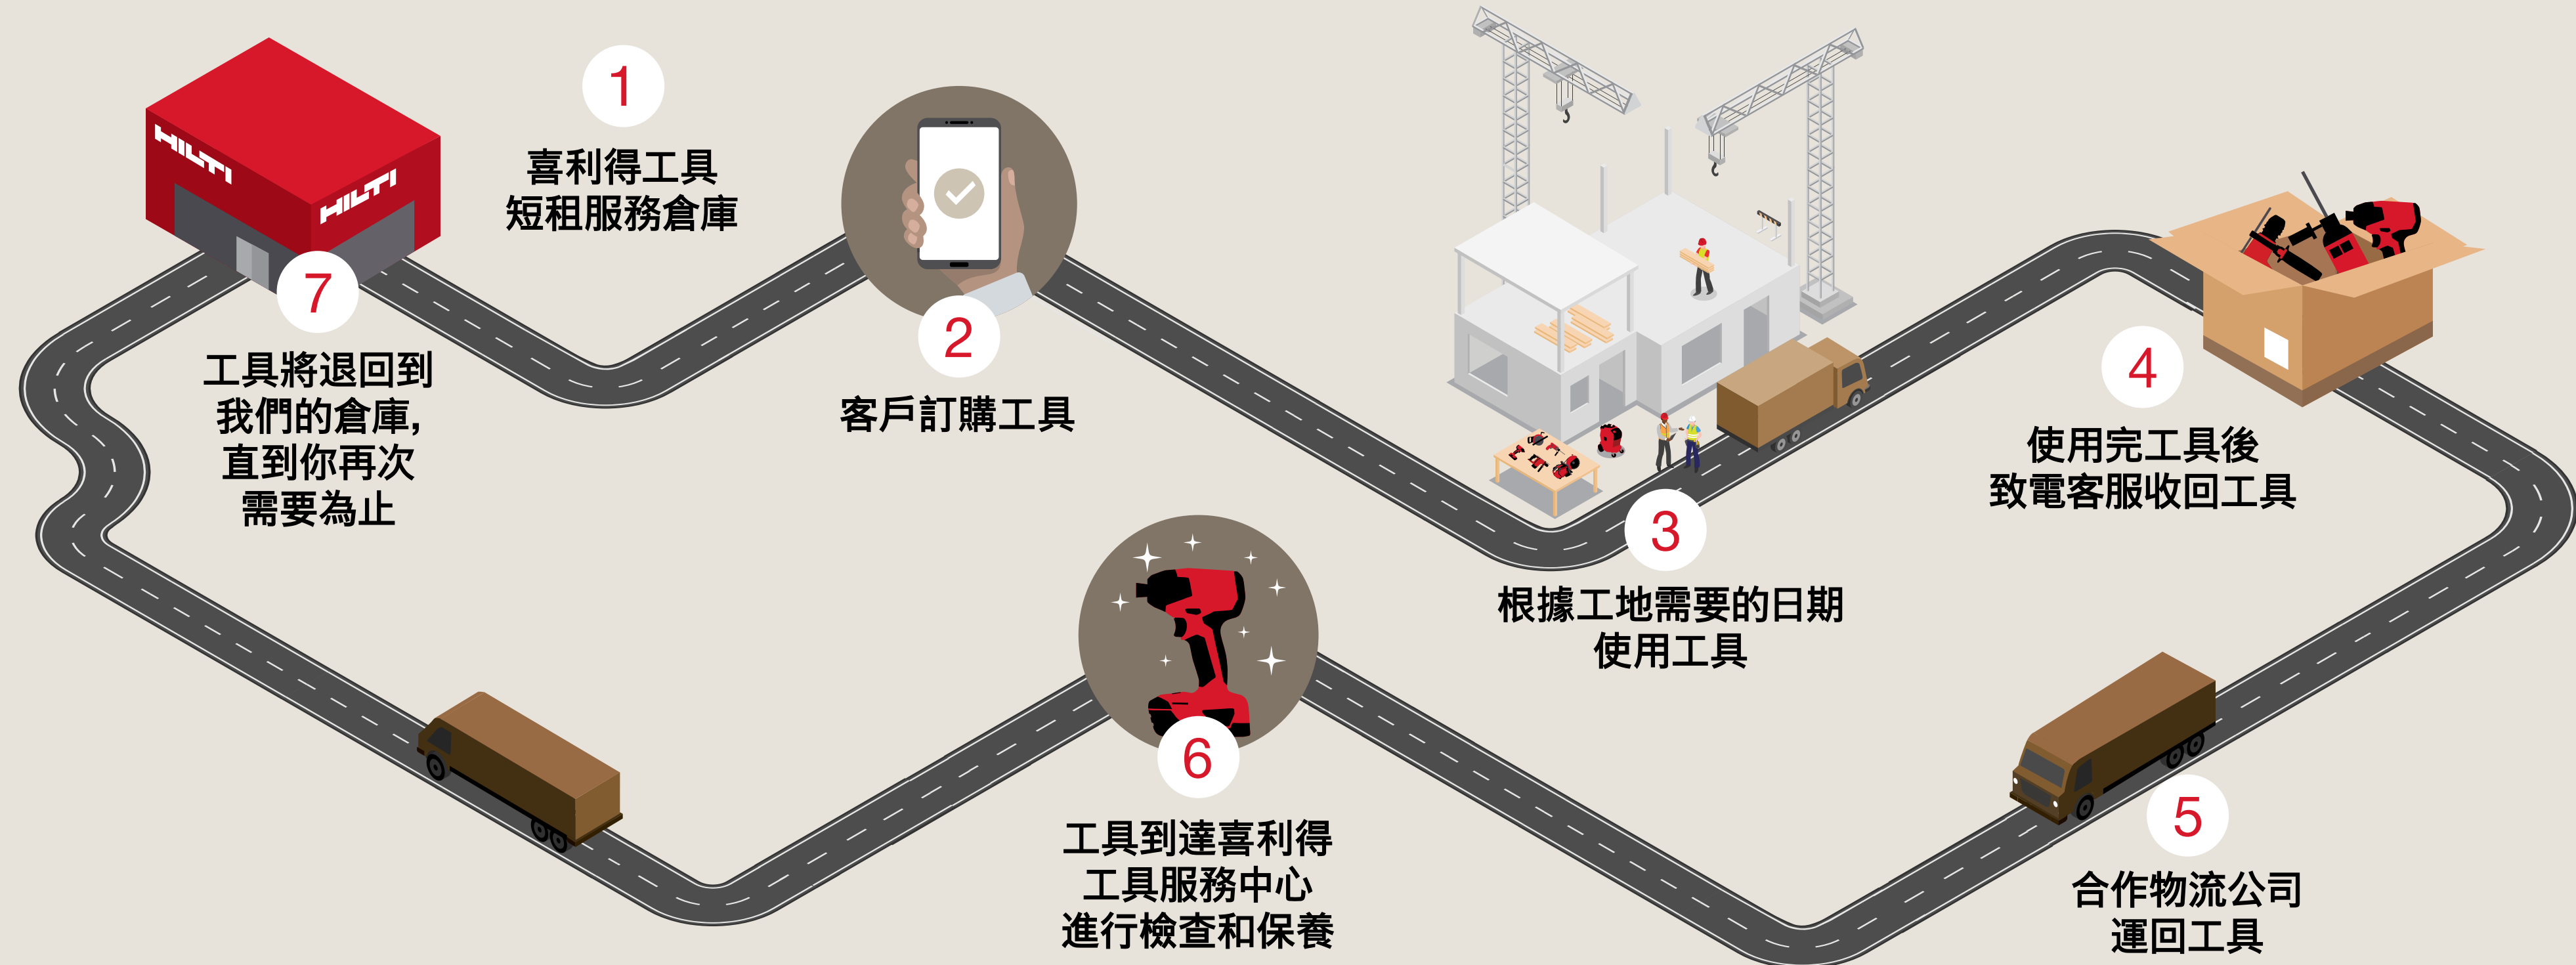 HILTI
HILTI
1
喜利得工具
短租服務倉庫
2
客戶訂購工具
3
根據工地需要的日期
使用工具
4
使用完工具後
致電客服收回工具
5
合作物流公司
運回工具
6
工具到達喜利得
工具服務中心
進行檢查和保養
7
工具將退回到
我們的倉庫,
直到你再次
需要為止